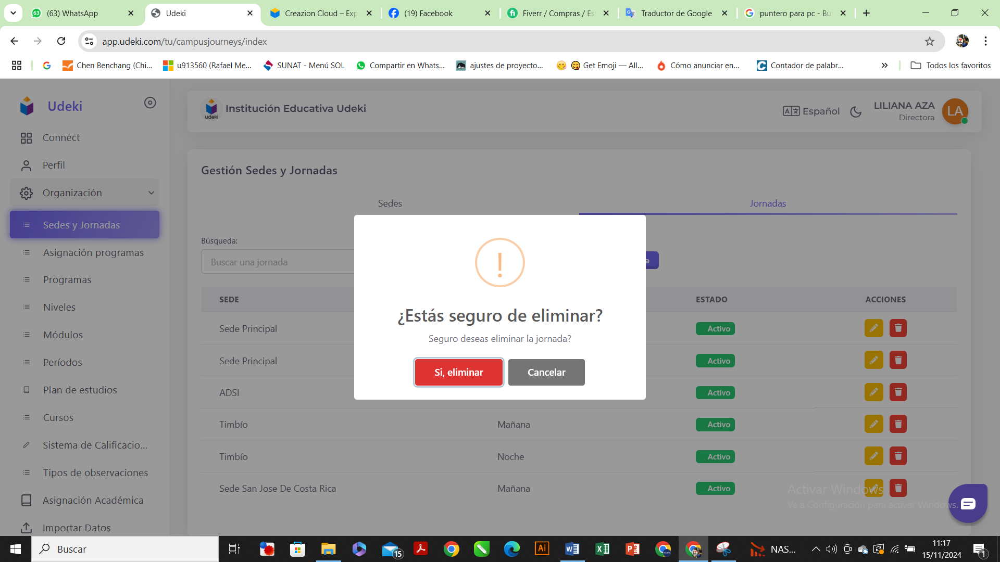 (63) WhatsApp
Udeki
Creazion Cloud – Exp
(19) Facebook
Fiverr / Compras / Es
Traductor de Google
puntero para pc - Bu
app.udeki.com/tu/campusjourneys/index
Chen Benchang (Chi...
u913560 (Rafael Me...
SUNAT - Menú SOL
Compartir en Whats...
ajustes de proyecto...
Get Emoji — All...
Cómo anunciar en...
Contador de palabr...
Todos los favoritos
Udeki
Connect
Perfil
Organización
Sedes y Jornadas
Asignación programas
Programas
Niveles
Módulos
Períodos
Plan de estudios
Cursos
Sistema de Calificacio...
Tipos de observaciones
Asignación Académica
Importar Datos
udeki
Institución Educativa Udeki
Español
LILIANA AZA
Directora
LA
Gestión Sedes y Jornadas
Sedes
Jornadas
Búsqueda:
Buscar una jornada
SEDE
ESTADO
ACCIONES
Sede Principal
Activo
Sede Principal
Activo
ADSI
Activo
Timbío
Mañana
Activo
Timbío
Noche
Activo
Sede San Jose De Costa Rica
Mañana
Activo
¿Estás seguro de eliminar?
Seguro deseas eliminar la jornada?
Si, eliminar
Cancelar
Activar Windows
Ve a Configuración para activar Windows.
Buscar
15
Ai
NAS...
11:17
15/11/2024
1